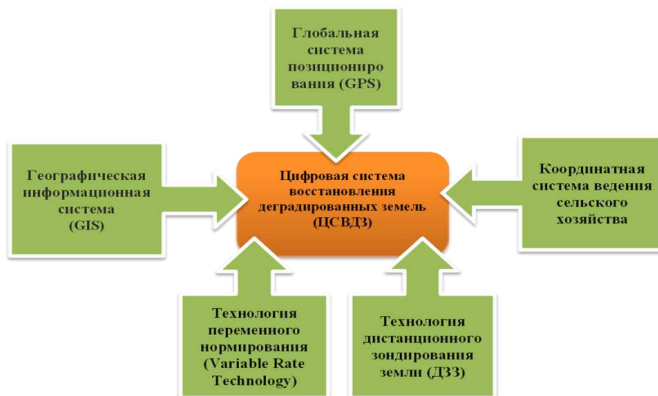 Глобальная
система
позициониро
вания (GPS)
Географическая
информационная
система
(GIS)
Цифровая система
восстановления
деградированных земель
(ЦСВДЗ)
Координатная
система ведения
сельского
хозяйства
Технология
переменного
нормирования
(Variable Rate
Technology)
Технология
дистанционного
зондирования
земли (ДЗЗ)